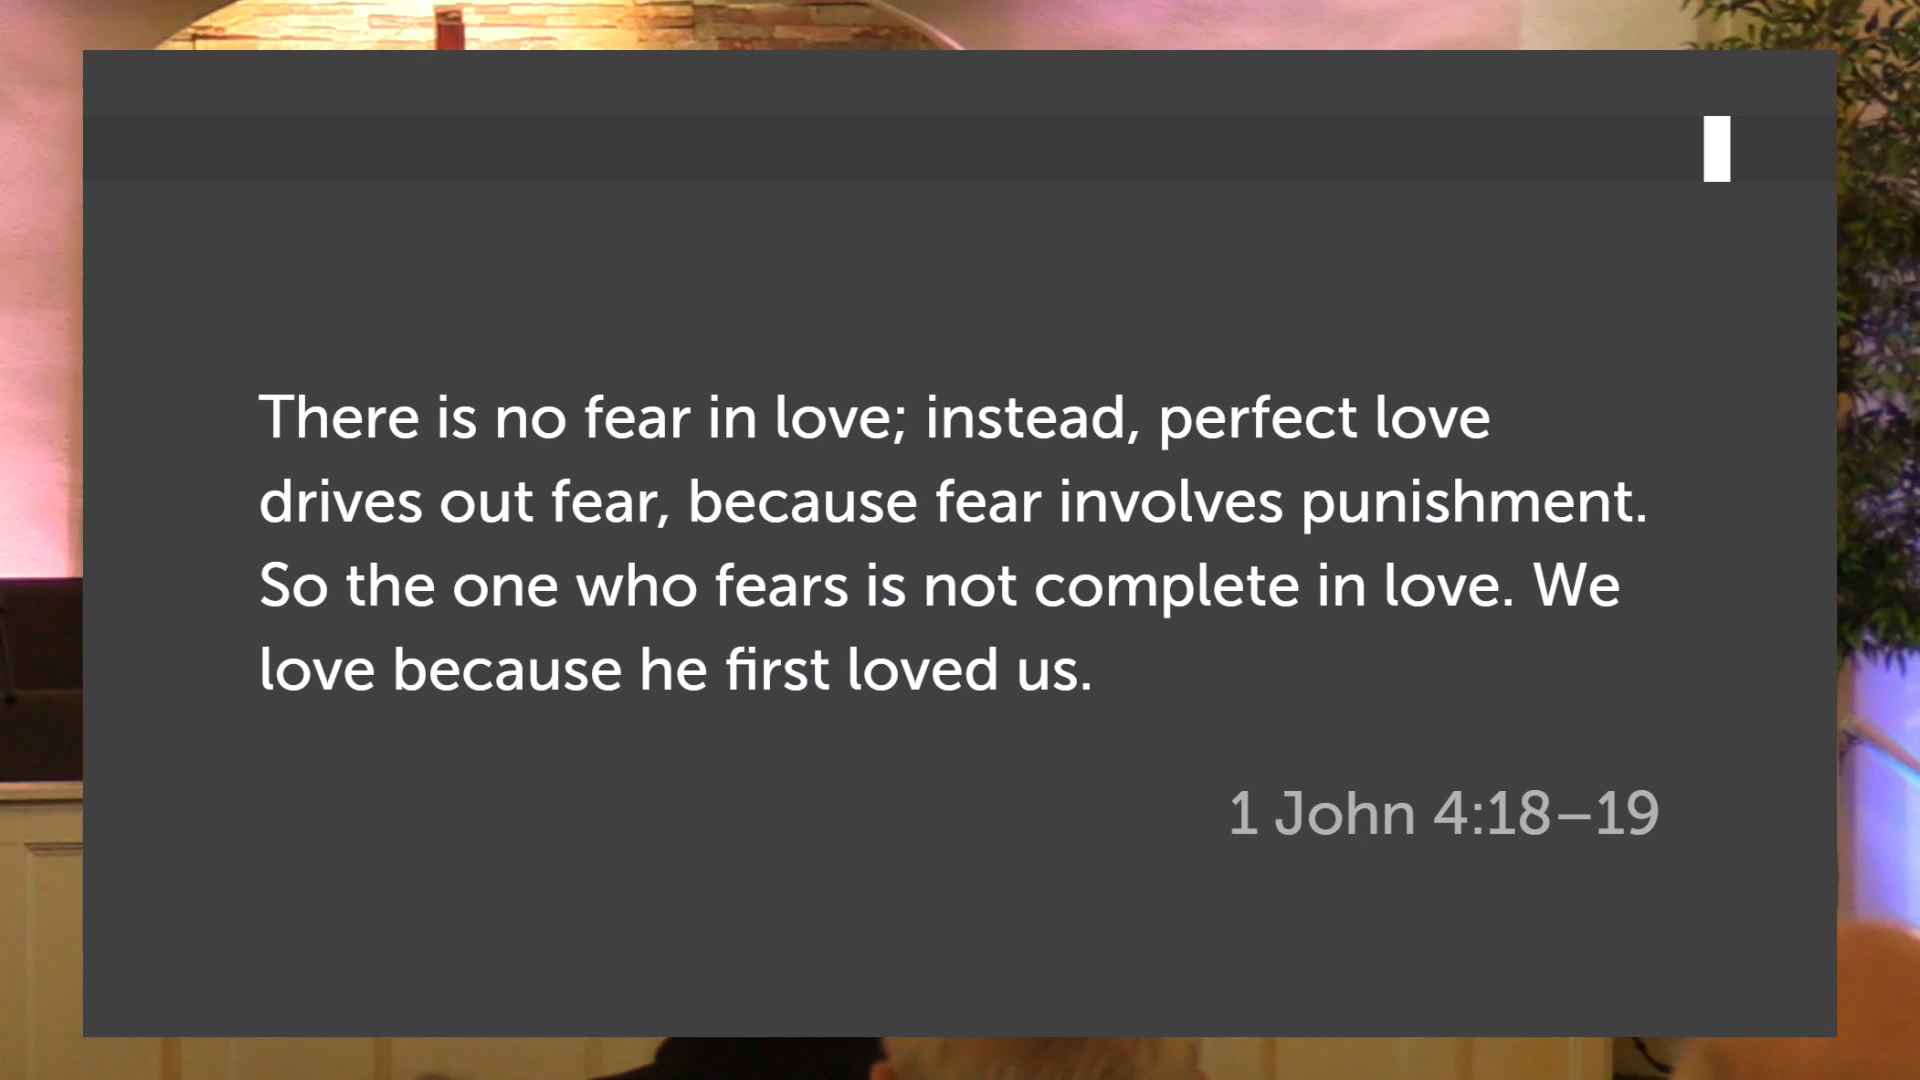 There is no fear in love; instead, perfect love
drives out fear, because fear involves punishment.
So the one who fears is not complete in love. We
love because he first loved us.
1 John 4:18–19